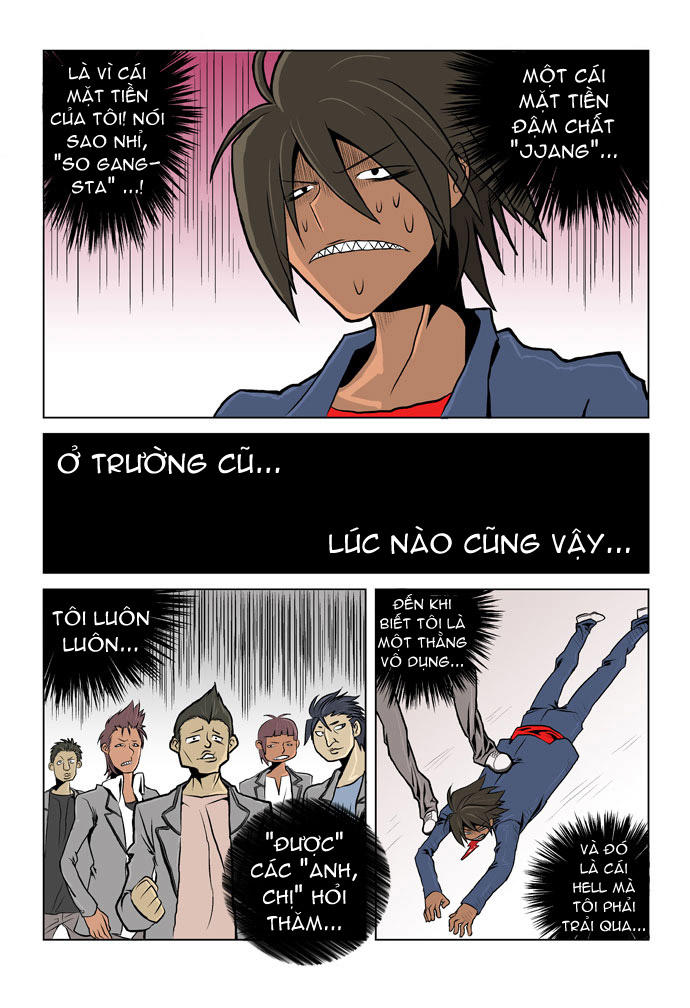 LÀ VÌ CÁI
MẶT TIỀN
CỦA TÔI! NÓI
SAO NHỈ,
"SO GANG-
STA" ...!
MỘT CÁI
MẶT TIỀN
ĐẬM CHẤT
"JJANG"...
Ở TRƯỜNG CŨ...
LÚC NÀO CŨNG VẬY...
TÔI LUÔN
LUÔN...
"ĐƯỢC"
CÁC "ANH,
CHỊ" HỎI
THĂM...
ĐẾN KHI
BIẾT TÔI LÀ
MỘT THẰNG
VÔ DỤNG...
VÀ ĐÓ
LÀ CÁI
HELL MÀ
TÔI PHẢI
TRẢI QUA...